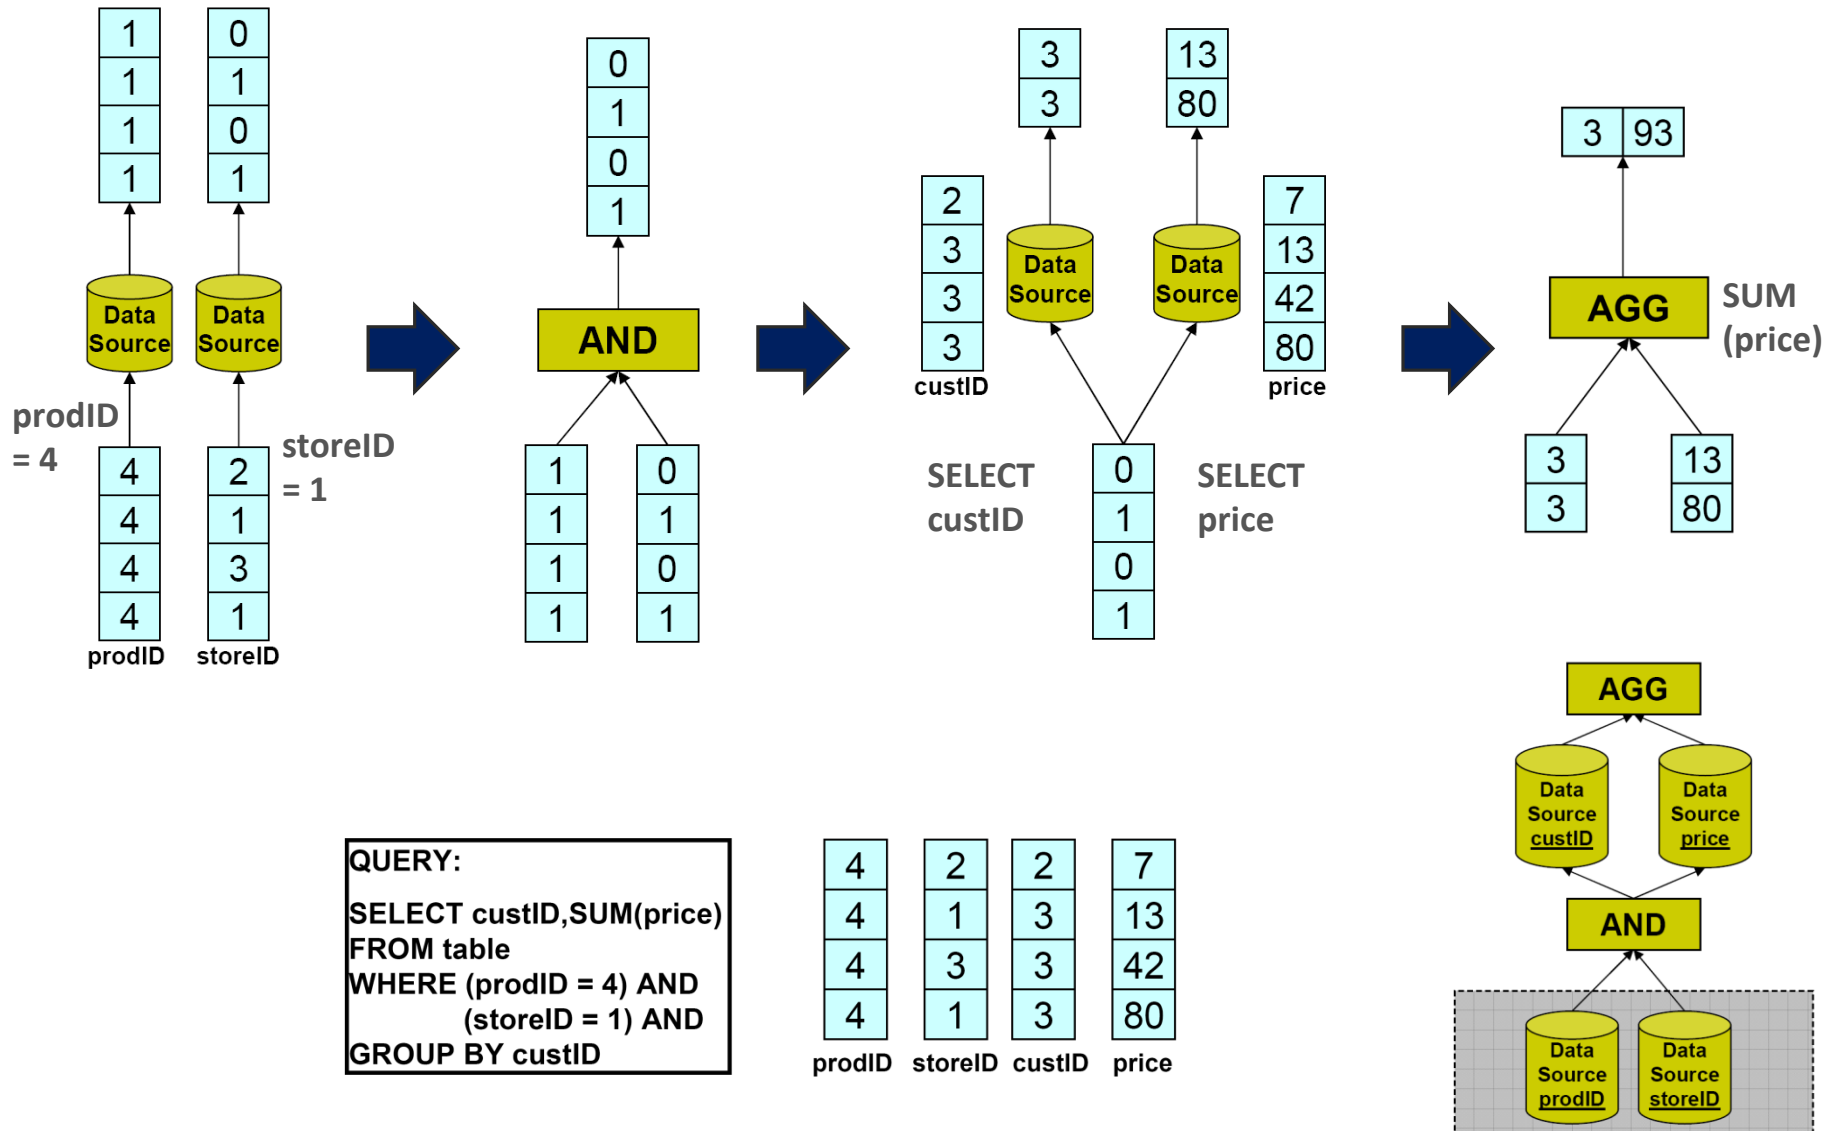 1
1
1
1
0
1
0
1
Data
Source
Data
Source
prodID
= 4
storeID
= 1
4
4
4
4
prodID
2
1
3
1
storeID
0
1
0
1
AND
1
1
1
1
0
1
0
1
3
3
13
80
2
3
3
3
custID
Data
Source
Data
Source
7
13
42
80
price
SELECT
custID
0
1
0
1
SELECT
price
3 93
AGG
SUM
(price)
3
3
13
80
QUERY:
SELECT custID,SUM(price)
FROM table
WHERE (prodID = 4) AND
(storeID = 1) AND
GROUP BY custID
4 2 2 7
4 1 3 13
4 3 3 42
4 1 3 80
prodID storeID custID price
AGG
Data
Source
custID
Data
Source
price
AND
Data
Source
prodID
Data
Source
storeID